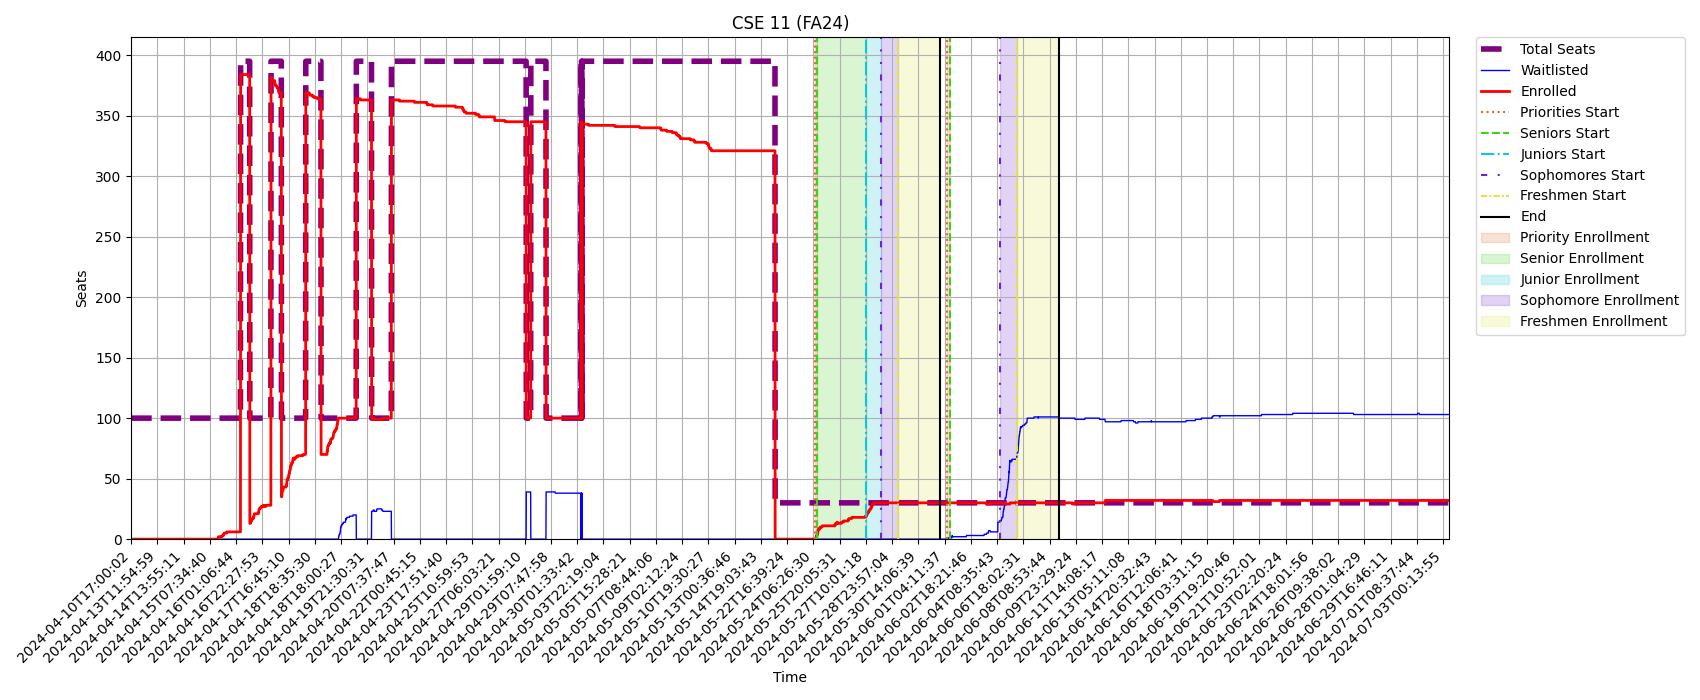 CSE 11 (FA24)
Seats
400
350
300
250
200
150
100
50
0
2024-04-10T17:00:02
2024-04-13T11:54:59
2024-04-14T13:55:11
2024-04-15T07:34:40
2024-04-16T01:06:44
2024-04-16T22:27:53
2024-04-17T16:45:10
2024-04-18T18:35:30
2024-04-18T18:00:27
2024-04-19T21:30:31
2024-04-20T07:37:47
2024-04-22T00:45:15
2024-04-23T17:51:40
2024-04-25T10:59:53
2024-04-27T06:03:21
2024-04-29T01:59:10
2024-04-29T07:47:58
2024-04-30T01:33:42
2024-05-03T22:19:04
2024-05-05T15:28:21
2024-05-07T08:44:06
2024-05-09T02:12:24
2024-05-10T19:30:27
2024-05-13T00:36:46
2024-05-14T19:03:43
2024-05-22T16:39:24
2024-05-24T06:26:30
2024-05-25T20:05:31
2024-05-27T10:01:18
2024-05-28T23:57:04
2024-05-30T14:06:39
2024-06-01T04:11:37
2024-06-02T18:21:46
2024-06-04T08:35:43
2024-06-06T18:02:31
2024-06-08T08:53:44
2024-06-09T23:29:24
2024-06-11T14:08:17
2024-06-13T05:11:08
2024-06-14T20:32:43
2024-06-16T12:06:41
2024-06-18T03:31:15
2024-06-19T19:20:46
2024-06-21T10:52:01
2024-06-23T02:20:24
2024-06-24T18:01:56
2024-06-26T09:38:02
2024-06-28T01:04:29
2024-06-29T16:46:11
2024-07-01T08:37:44
2024-07-03T00:13:55
Time
Total Seats
Waitlisted
Enrolled
Priorities Start
Seniors Start
Juniors Start
Sophomores Start
Freshmen Start
End
Priority Enrollment
Senior Enrollment
Junior Enrollment
Sophomore Enrollment
Freshmen Enrollment